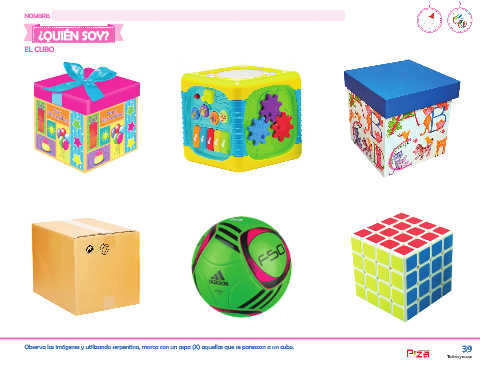 NOMBRE:
¿QUIÉN SOY?
EL CUBO
adidas
F50
Observa las imágenes y utilizando serpentina, marca con un aspa (X) aquellas que se parezcan a un cubo.
39